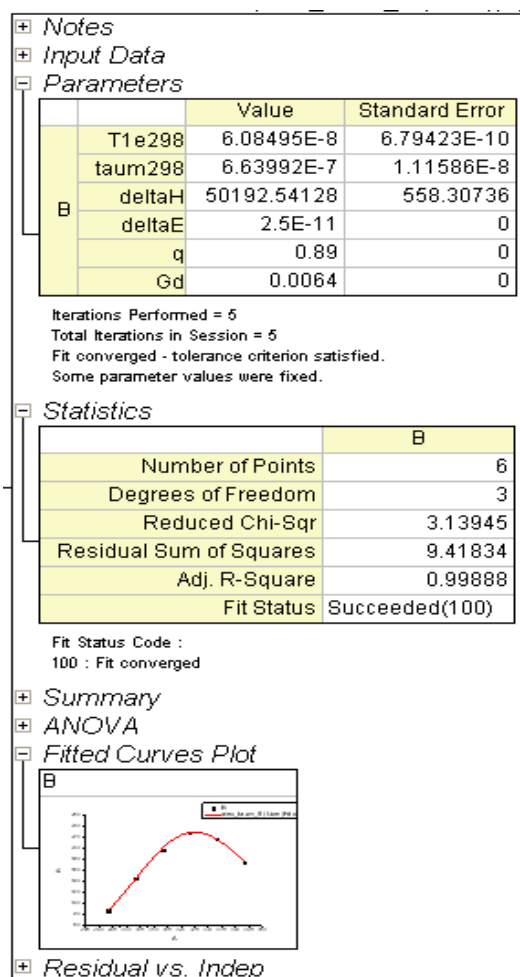 Notes
Input Data
Parameters
Value Standard Error
B
T1e298 6.08495E-8 6.79423E-10
taum298 6.63992E-7 1.11586E-8
deltaH 50192.54128 558.30736
deltaE 2.5E-11 0
q 0.89 0
Gd 0.0064 0
Iterations Performed = 5
Total Iterations in Session = 5
Fit converged - tolerance criterion satisfied.
Some parameter values were fixed.
Statistics
B
Number of Points 6
Degrees of Freedom 3
Reduced Chi-Sqr 3.13945
Residual Sum of Squares 9.41834
Adj. R-Square 0.99888
Fit Status Succeeded(100)
Fit Status Code :
100 : Fit converged
Summary
ANOVA
Fitted Curves Plot
B
Residual vs. Indep